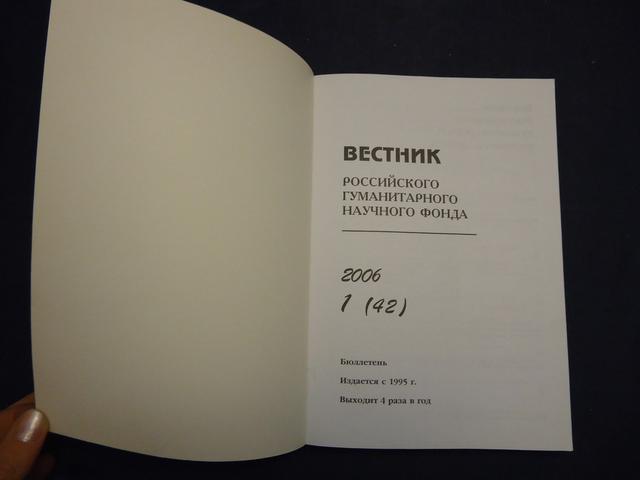 ВЕСТНИК
РОССИЙСКОГО
ГУМАНИТАРНОГО
НАУЧНОГО ФОНДА
2006
1 (42)
Бюллетень
Издается с 1995 г.
Выходит 4 раза в год